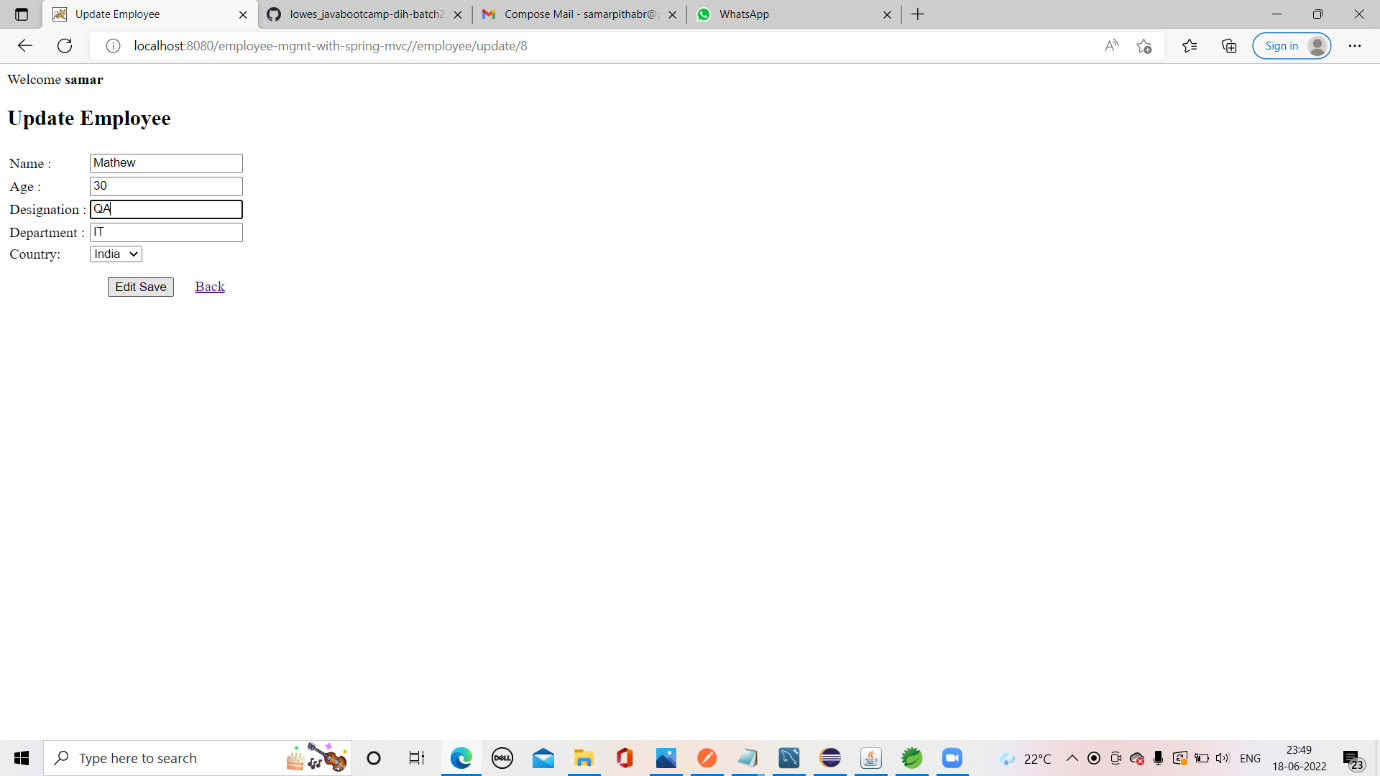 Update Employee
lowes_javabootcamp-dih-batch2
Compose Mail - samarpithabr@
WhatsApp
localhost:8080/employee-mgmt-with-spring-mvc//employee/update/8
Sign in
Welcome samar
Update Employee
Name : Mathew
Age : 30
Designation : QA
Department : IT
Country: India
Edit Save Back
Type here to search
DELL
22°C
ENG
23:49
18-06-2022
23